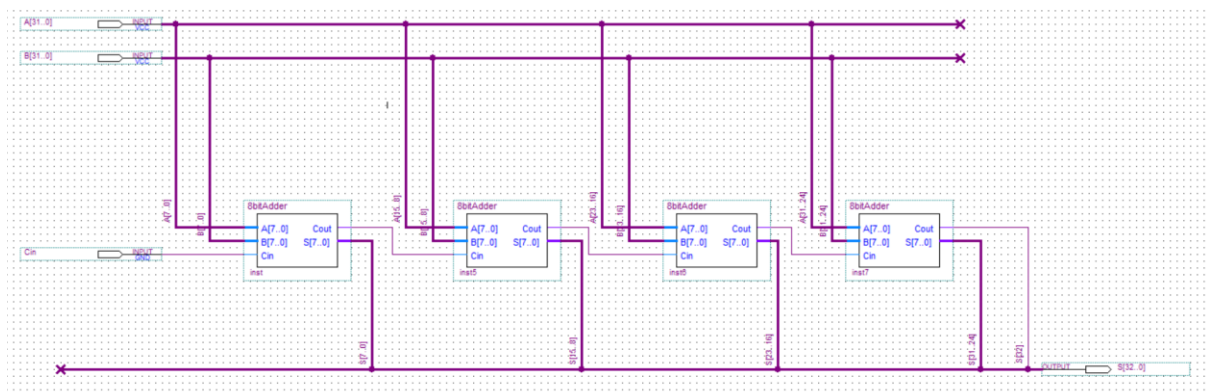 A[31..0] INPUT VCC
B[31..0] INPUT VCC
A[7..0]
B[7..0]
A[15..8]
B[15..8]
A[23..16]
B[23..16]
A[31..24]
B[31..24]
8bitAdder
A[7..0] Cout
B[7..0] S[7..0]
Cin
inst
8bitAdder
A[7..0] Cout
B[7..0] S[7..0]
Cin
inst5
8bitAdder
A[7..0] Cout
B[7..0] S[7..0]
Cin
inst6
8bitAdder
A[7..0] Cout
B[7..0] S[7..0]
Cin
inst7
Cin INPUT GND
S[7..0]
S[15..8]
S[23..16]
S[31..24]
S[32]
OUTPUT S[32..0]